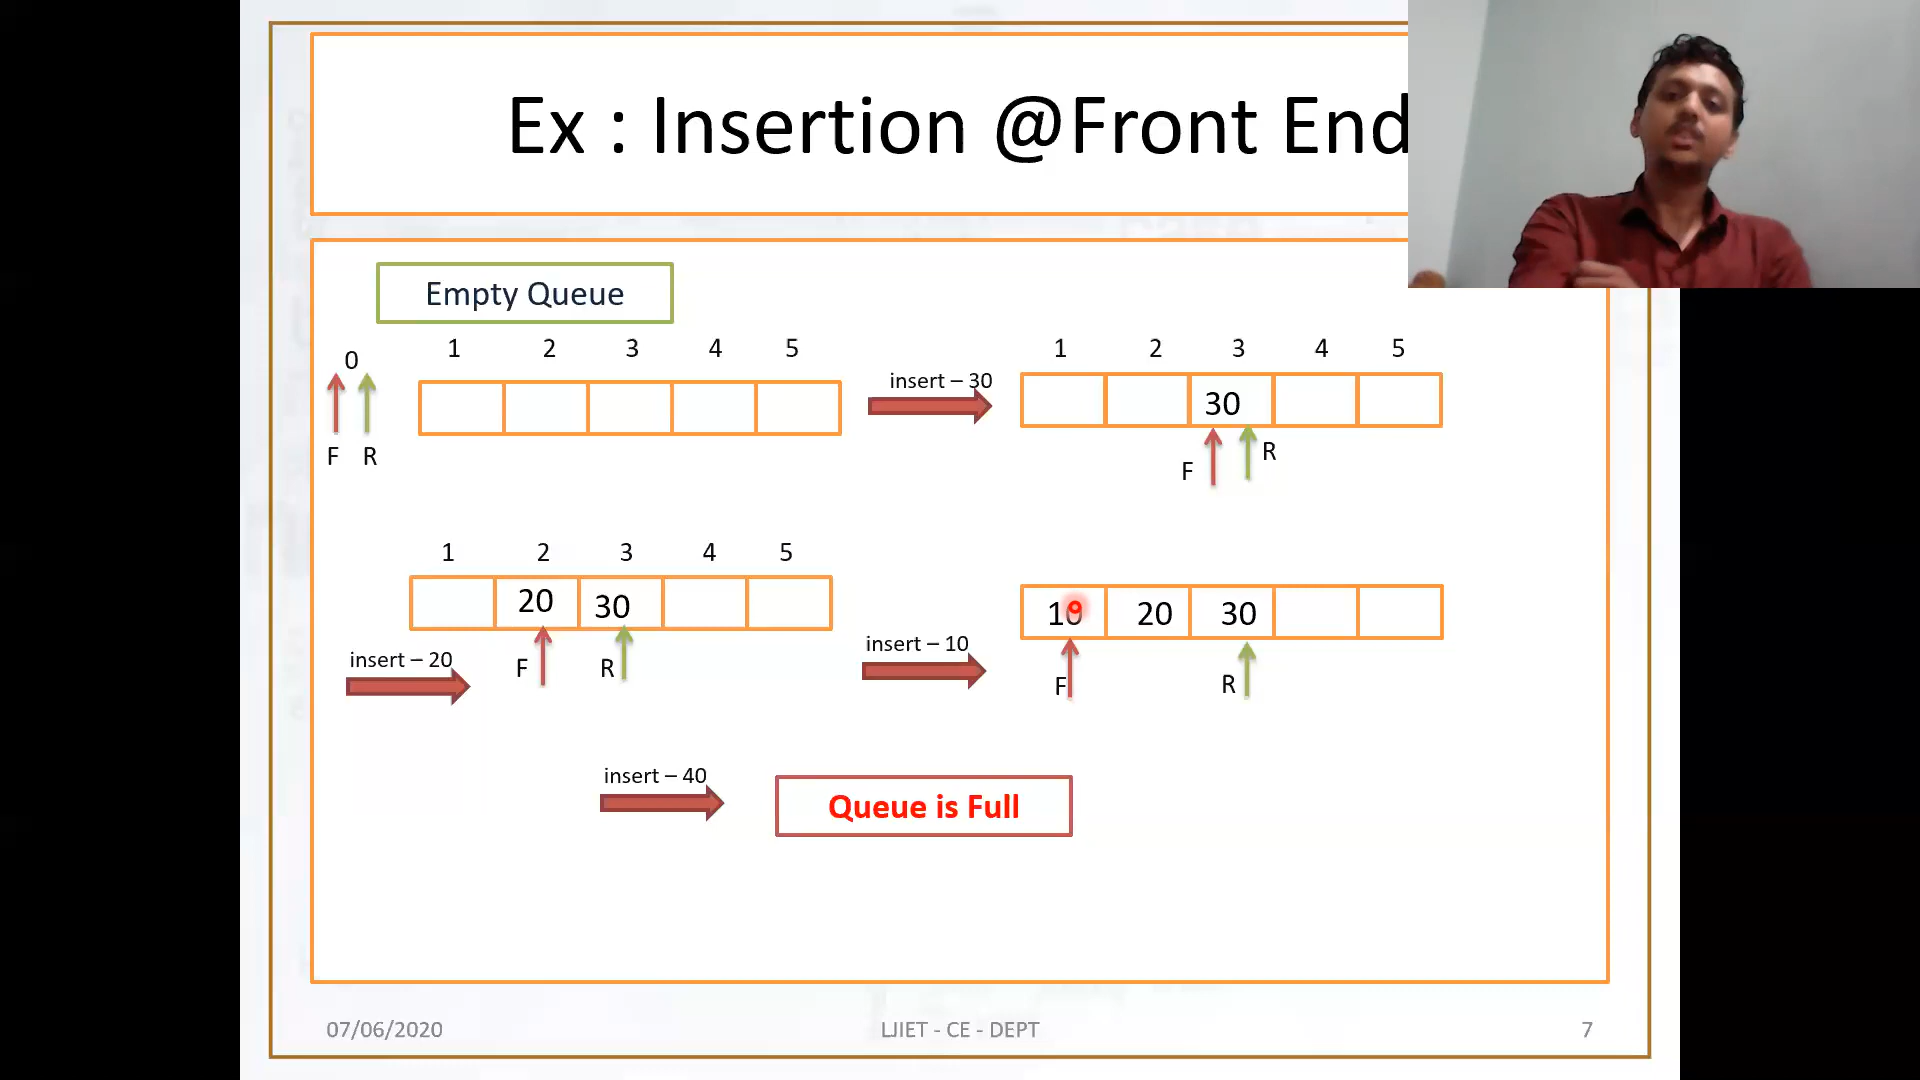 Ex : Insertion @Front End
Empty Queue
0
1 2 3 4 5
F R
insert – 30
1 2 3 4 5
30
F R
1 2 3 4 5
20 30
insert – 20
F R
insert – 10
10 20 30
F R
insert – 40
Queue is Full
07/06/2020
LJIET - CE - DEPT
7